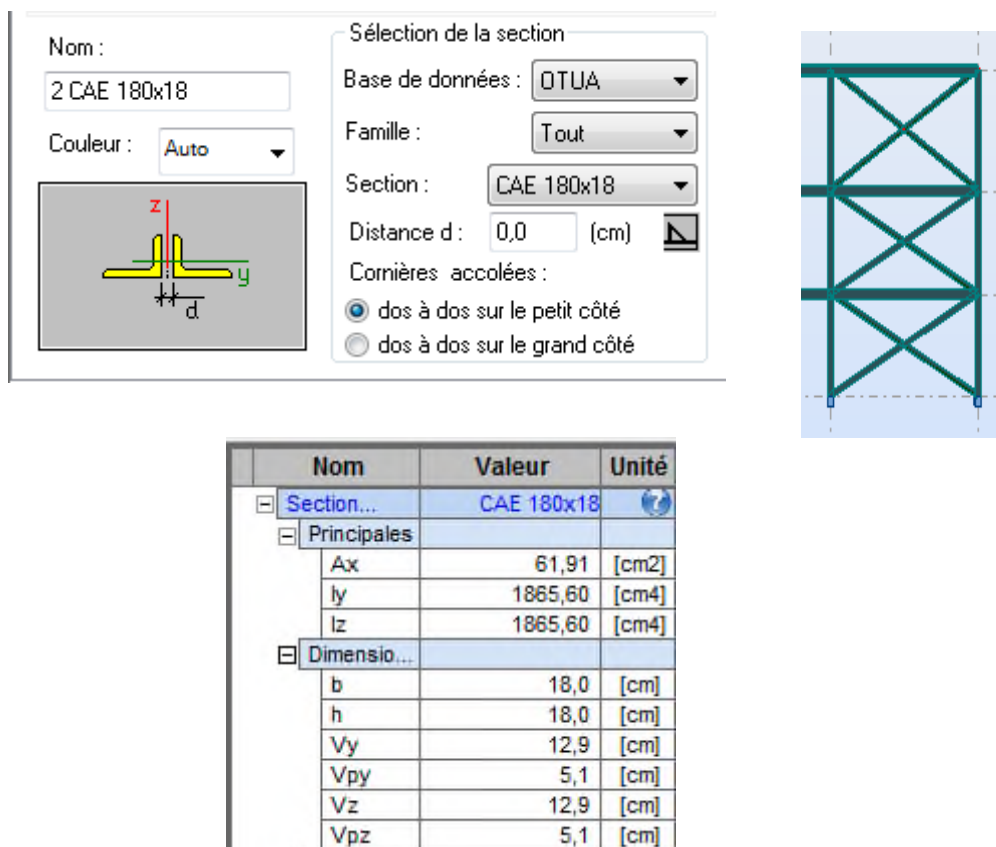 Nom :
2 CAE 180x18
Couleur : Auto
z
y
d
Sélection de la section
Base de données : OTUA
Famille : Tout
Section : CAE 180x18
Distance d : 0,0 (cm)
Cornières accolées :
dos à dos sur le petit côté
dos à dos sur le grand côté
Nom Valeur Unité
Section... CAE 180x18 ?
Principales
Ax 61,91 [cm2]
Iy 1865,60 [cm4]
Iz 1865,60 [cm4]
Dimensio...
b 18,0 [cm]
h 18,0 [cm]
Vy 12,9 [cm]
Vpy 5,1 [cm]
Vz 12,9 [cm]
Vpz 5,1 [cm]